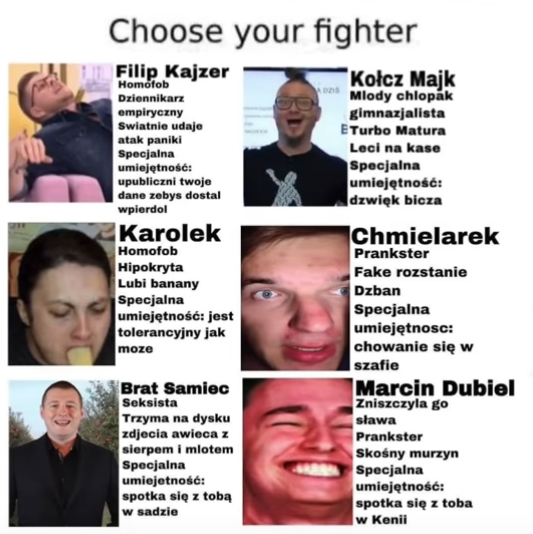 Choose your fighter
Filip Kajzer
Homofob
Dziennikarz
empiryczny
Swiatnie udaje
atak paniki
Specjalna
umiejętność:
upubliczni twoje
dane zebys dostal
wpierdol
Kołcz Majk
Mlody chlopak
gimnazjalista
Turbo Matura
Leci na kase
Specjalna
umiejętność:
dzwięk bicza
A DZIŚ
Karolek
Homofob
Hipokryta
Lubi banany
Specjalna
umiejętność: jest
tolerancyjny jak
moze
Chmielarek
Prankster
Fake rozstanie
Dzban
Specjalna
umiejętnosc:
chowanie się w
szafie
Brat Samiec
Seksista
Trzyma na dysku
zdjecia awieca z
sierpem i mlotem
Specjalna
umiejetność:
spotka się z tobą
w sadzie
Marcin Dubiel
Zniszczyla go
sława
Prankster
Skośny murzyn
Specjalna
umiejętność:
spotka się z toba
w Kenii